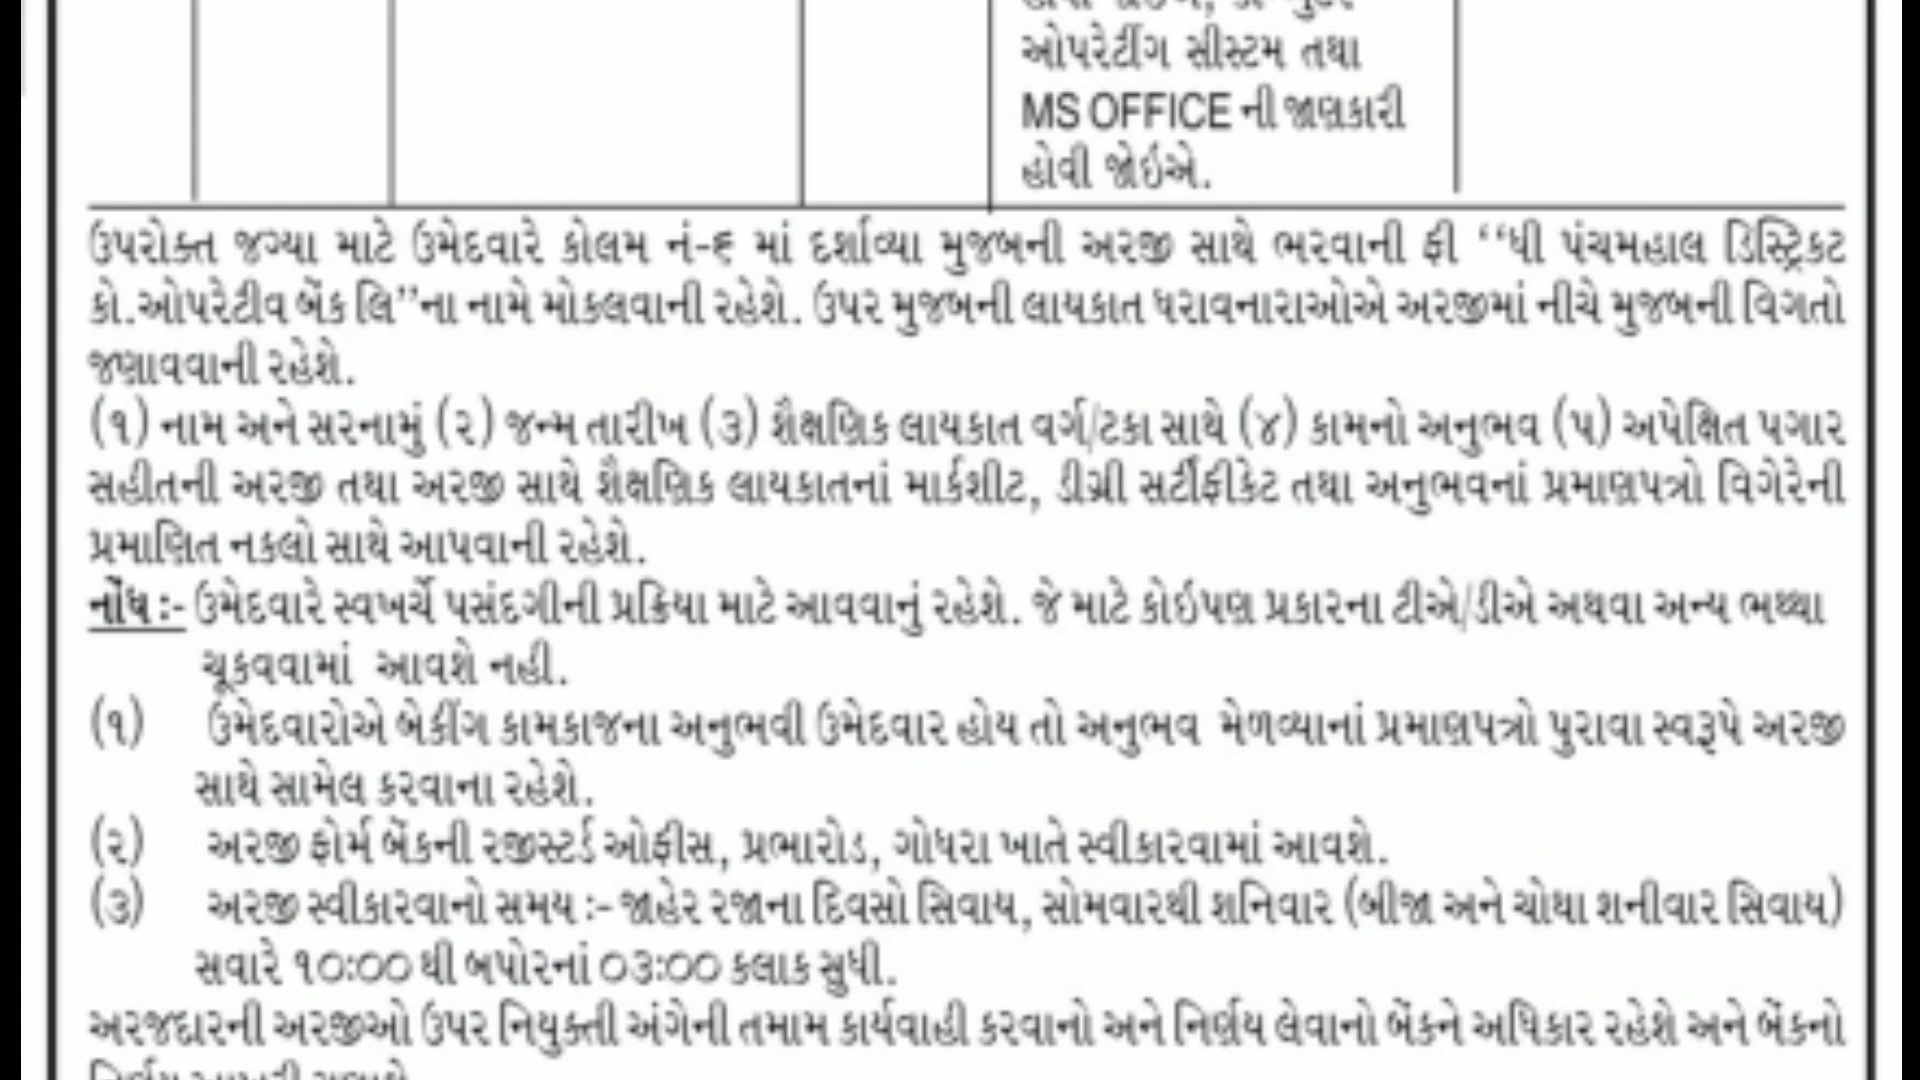 ઓપરેટીંગ સીસ્ટમ તથા
MS OFFICE ની જાણકારી
હોવી જોઇએ.
ઉપરોક્ત જગ્યા માટે ઉમેદવારે કોલમ નં-૬ માં દર્શાવ્યા મુજબની અરજી સાથે ભરવાની ફી ‘‘ધી પંચમહાલ ડિસ્ટ્રિકટ
કો.ઓપરેટીવ બેંક લિ’’ના નામે મોકલવાની રહેશે. ઉપર મુજબની લાયકાત ધરાવનારાઓએ અરજીમાં નીચે મુજબની વિગતો
જણાવવાની રહેશે.
(૧) નામ અને સરનામું (૨) જન્મ તારીખ (૩) શૈક્ષણિક લાયકાત વર્ગ/ટકા સાથે (૪) કામનો અનુભવ (૫) અપેક્ષિત પગાર
સહીતની અરજી તથા અરજી સાથે શૈક્ષણિક લાયકાતનાં માર્કશીટ, ડીગ્રી સર્ટીફીકેટ તથા અનુભવનાં પ્રમાણપત્રો વિગેરેની
પ્રમાણિત નકલો સાથે આપવાની રહેશે.
નોંધ :- ઉમેદવારે સ્વખર્ચે પસંદગીની પ્રક્રિયા માટે આવવાનું રહેશે. જે માટે કોઇપણ પ્રકારના ટીએ/ડીએ અથવા અન્ય ભથ્થા
ચૂકવવામાં આવશે નહી.
(૧) ઉમેદવારોએ બેકીંગ કામકાજના અનુભવી ઉમેદવાર હોય તો અનુભવ મેળવ્યાનાં પ્રમાણપત્રો પુરાવા સ્વરૂપે અરજી
સાથે સામેલ કરવાના રહેશે.
(૨) અરજી ફોર્મ બેંકની રજીસ્ટર્ડ ઓફીસ, પ્રભારોડ, ગોધરા ખાતે સ્વીકારવામાં આવશે.
(૩) અરજી સ્વીકારવાનો સમય :- જાહેર રજાના દિવસો સિવાય, સોમવારથી શનિવાર (બીજા અને ચોથા શનીવાર સિવાય)
સવારે ૧૦:૦૦ થી બપોરનાં ૦૩:૦૦ કલાક સુધી.
અરજદારની અરજીઓ ઉપર નિયુક્તી અંગેની તમામ કાર્યવાહી કરવાનો અને નિર્ણય લેવાનો બેંકને અધિકાર રહેશે અને બેંકનો